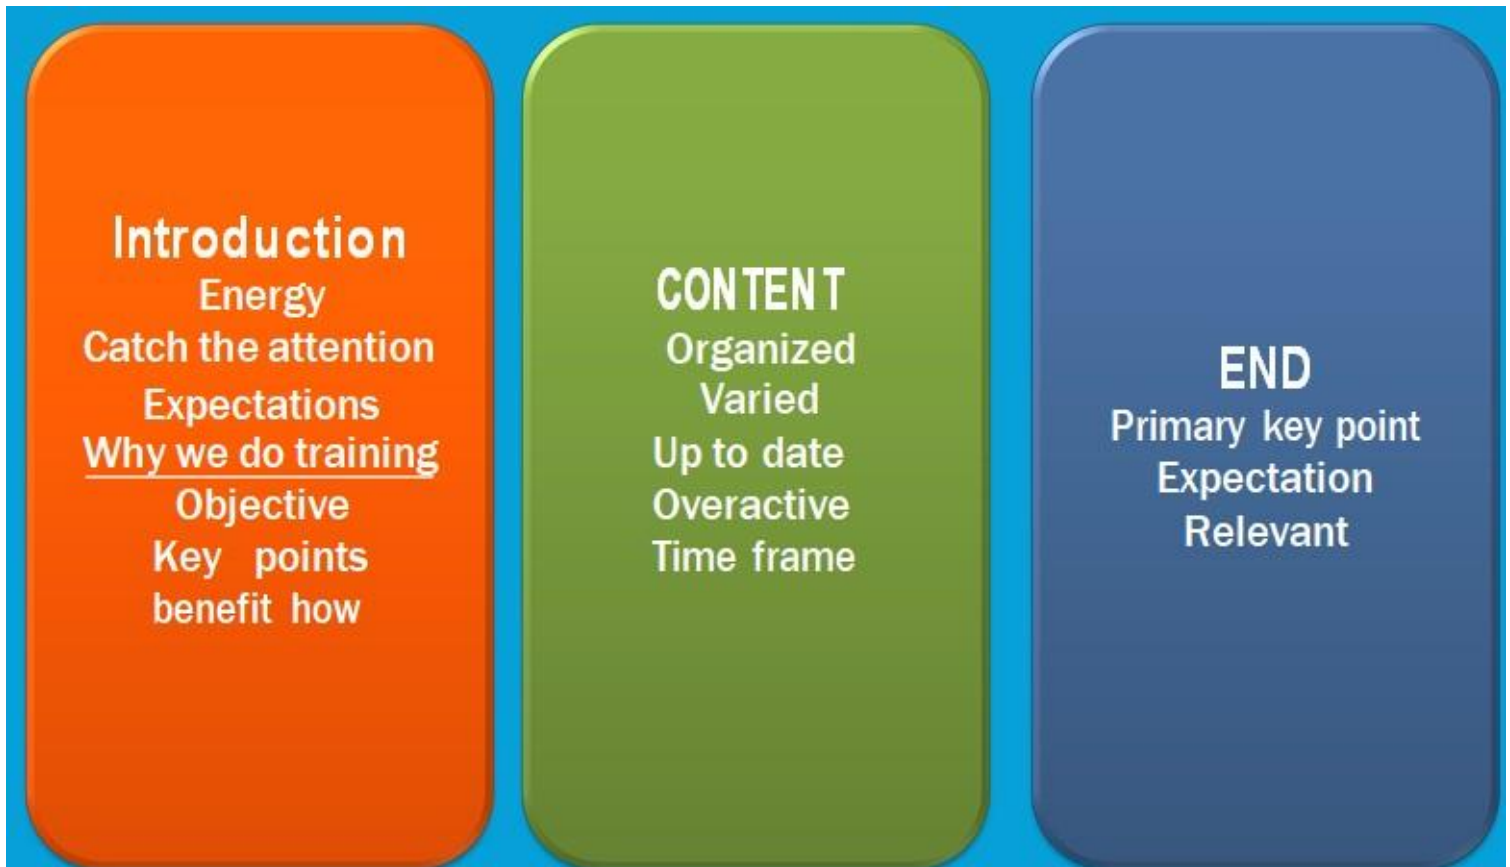 Introduction
Energy
Catch the attention
Expectations
Why we do training
Objective
Key points
benefit how
CONTENT
Organized
Varied
Up to date
Overactive
Time frame
END
Primary key point
Expectation
Relevant